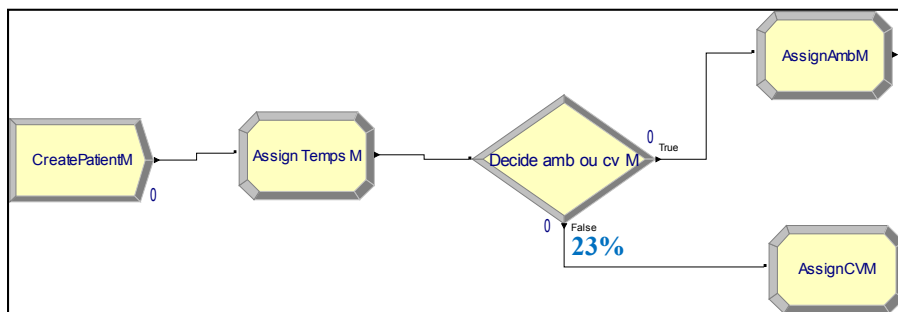 AssignAmbM
0
True
CreatePatientM
Assign Temps M
Decide amb ou cv M
0
0
False
23%
AssignCVM